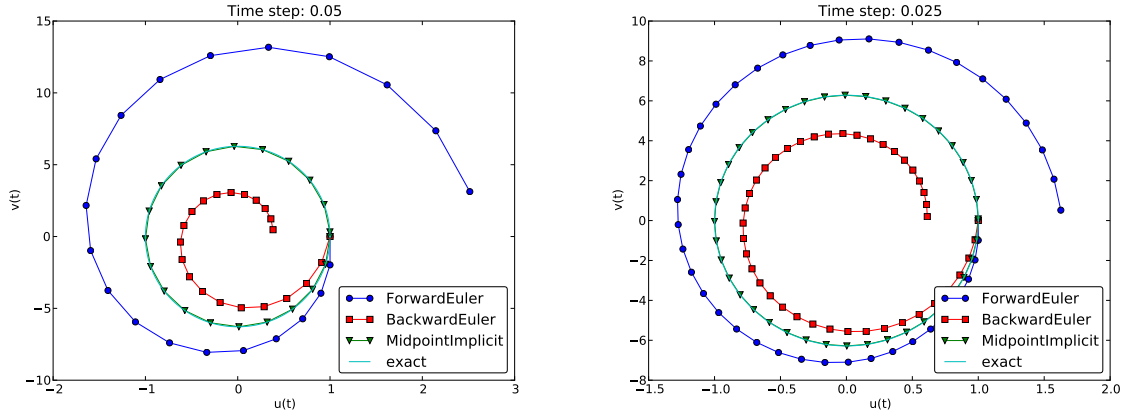 Time step: 0.05
15
10
5
0
−5
−10
v(t)
−2
−1
0
1
2
3
u(t)
ForwardEuler
BackwardEuler
MidpointImplicit
exact
Time step: 0.025
10
8
6
4
2
0
−2
−4
−6
−8
v(t)
−1.5
−1.0
−0.5
0.0
0.5
1.0
1.5
2.0
u(t)
ForwardEuler
BackwardEuler
MidpointImplicit
exact